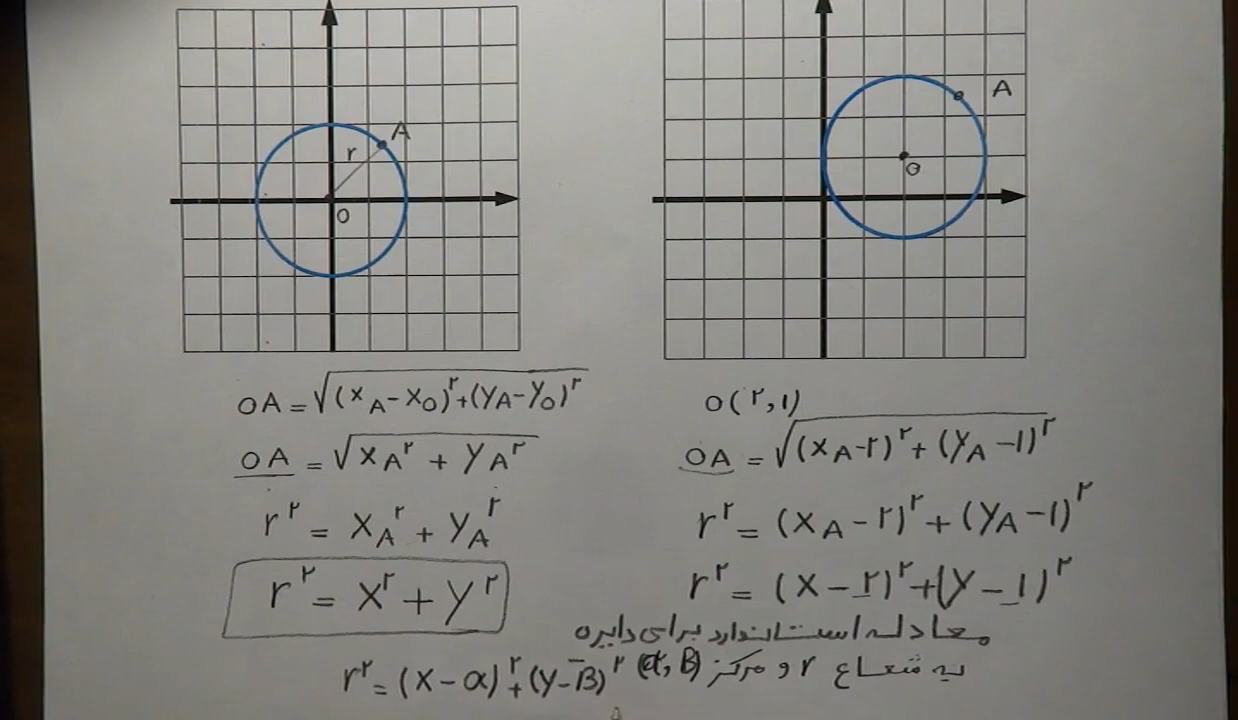 A
r
O
OA = √(x_A - x_O)^۲ + (y_A - y_O)^۲
OA = √x_A^۲ + y_A^۲
r^۲ = x_A^۲ + y_A^۲
r^۲ = x^۲ + y^۲
A
O
O(۲,۱)
OA = √(x_A - ۲)^۲ + (y_A - ۱)^۲
r^۲ = (x_A - ۲)^۲ + (y_A - ۱)^۲
r^۲ = (x - ۲)^۲ + (y - ۱)^۲
معادله استاندارد برای دایره
به شعاع r و مرکز (α, β)
r^۲ = (x - α)^۲ + (y - β)^۲